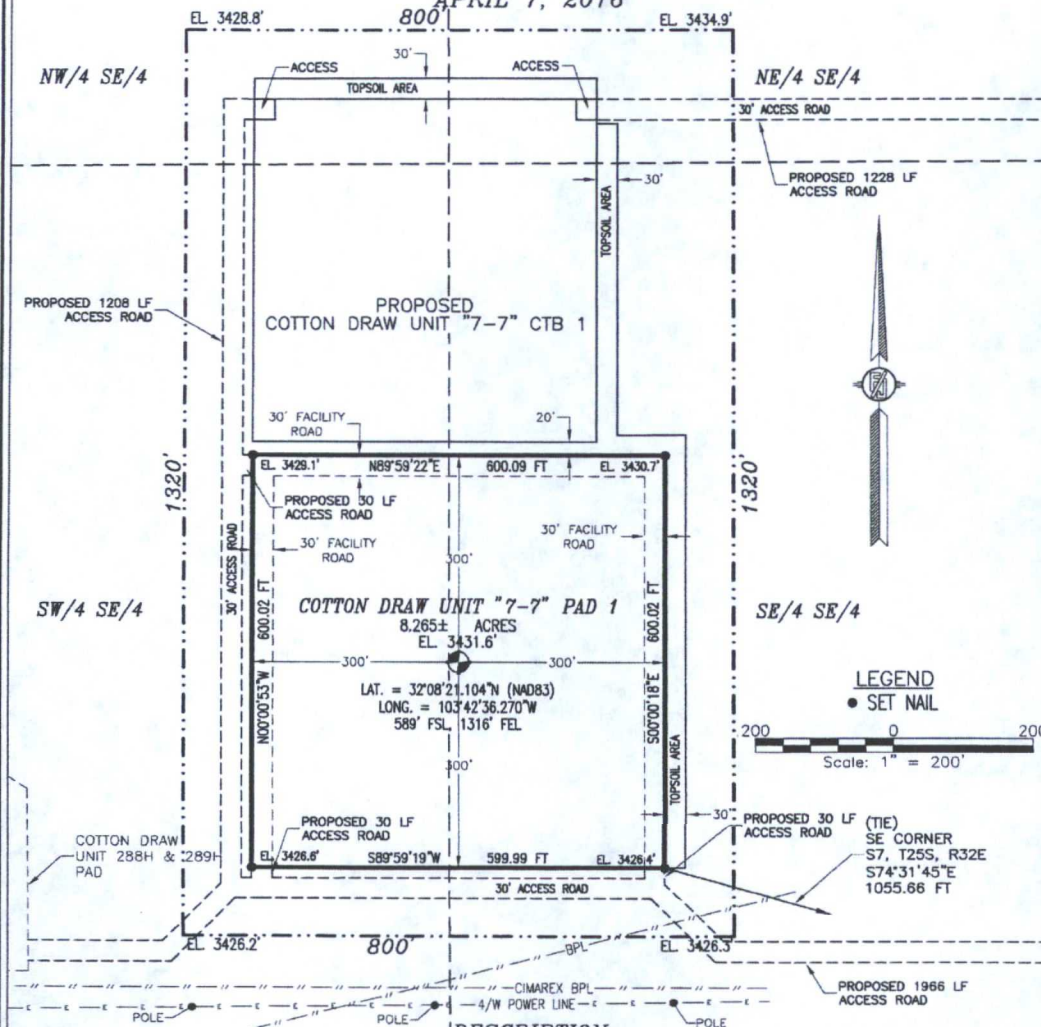 APRIL 7, 2016
EL. 3428.8'
800'
EL. 3434.9'
NW/4 SE/4
NE/4 SE/4
30'
ACCESS
ACCESS
TOPSOIL AREA
30' ACCESS ROAD
PROPOSED 1228 LF
ACCESS ROAD
30'
TOPSOIL AREA
PROPOSED 1208 LF
ACCESS ROAD
PROPOSED
COTTON DRAW UNIT "7-7" CTB 1
30' FACILITY
ROAD
20'
EL. 3429.1'
N89°59'22"E
600.09 FT
EL. 3430.7'
1320'
1320'
PROPOSED 30 LF
ACCESS ROAD
30' FACILITY
ROAD
30' FACILITY
ROAD
30' ACCESS ROAD
300'
N00°00'53"W
600.02 FT
S00°00'18"E
600.02 FT
SW/4 SE/4
SE/4 SE/4
COTTON DRAW UNIT "7-7" PAD 1
8.265± ACRES
EL. 3431.6'
300'
300'
LAT. = 32°08'21.104"N (NAD83)
LONG. = 103°42'36.270"W
589' FSL, 1316' FEL
300'
LEGEND
SET NAIL
200
0
200
Scale: 1" = 200'
TOPSOIL AREA
30'
PROPOSED 30 LF
ACCESS ROAD
PROPOSED 30 LF
ACCESS ROAD
(TIE)
SE CORNER
S7, T25S, R32E
S74°31'45"E
1055.66 FT
COTTON DRAW
UNIT 288H & 289H
PAD
EL. 3426.6'
S89°59'19"W
599.99 FT
EL. 3426.4'
30' ACCESS ROAD
EL. 3426.2'
800'
EL. 3426.3'
BPL
CIMAREX BPL
E E E 4/W POWER LINE E E E
POLE
POLE
POLE
PROPOSED 1966 LF
ACCESS ROAD
DESCRIPTION